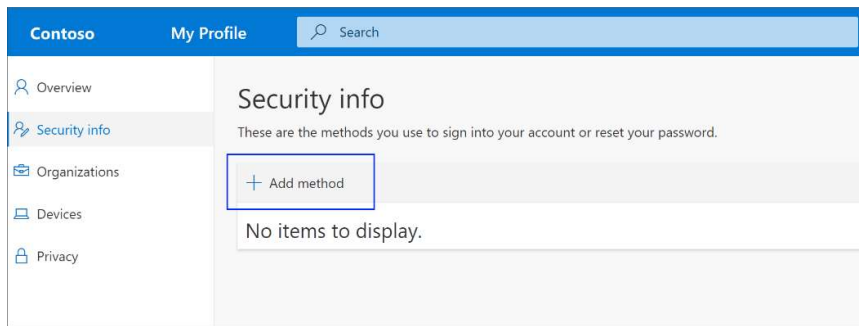 Contoso My Profile Search
Overview
Security info
Organizations
Devices
Privacy
Security info
These are the methods you use to sign into your account or reset your password.
Add method
No items to display.